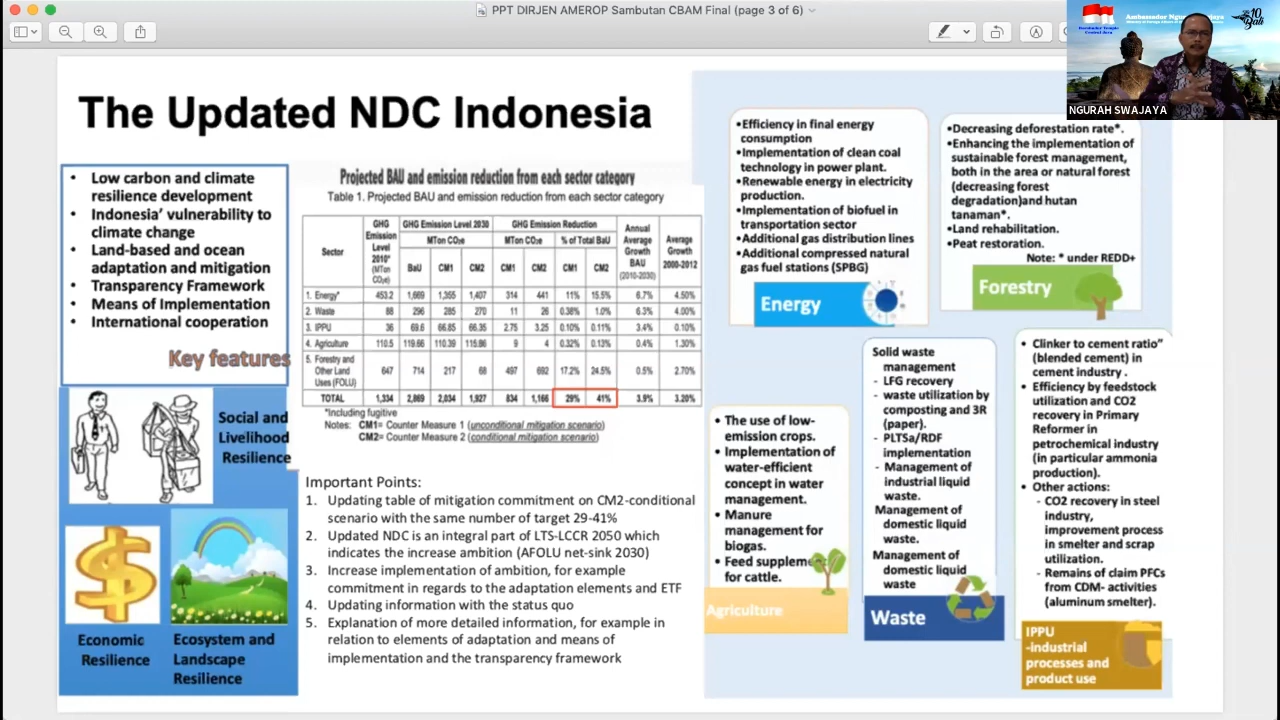 PPT DIRJEN AMEROP Sambutan CBAM Final (page 3 of 6)
NGURAH SWAJAYA
The Updated NDC Indonesia
• Low carbon and climate
resilience development
• Indonesia' vulnerability to
climate change
• Land-based and ocean
adaptation and mitigation
• Transparency Framework
• Means of Implementation
• International cooperation
Key features
Social and
Livelihood
Resilience
Economic
Resilience
Ecosystem and
Landscape
Resilience
Projected BAU and emission reduction from each sector category
Table 1. Projected BAU and emission reduction from each sector category
Sector | GHG Emission Level 2010* (MTon CO₂e) | GHG Emission Level 2030 | GHG Emission Reduction | Annual Average Growth BAU (2010-2030) | Average Growth 2000-2012
MTon CO₂e | MTon CO₂e | % of Total BaU
BaU | CM1 | CM2 | CM1 | CM2 | CM1 | CM2
1. Energy* | 453.2 | 1,669 | 1,355 | 1,407 | 314 | 441 | 11% | 15.5% | 6.7% | 4.50%
2. Waste | 88 | 296 | 285 | 270 | 11 | 26 | 0.38% | 1.0% | 6.3% | 4.00%
3. IPPU | 36 | 69.6 | 66.85 | 66.35 | 2.75 | 3.25 | 0.10% | 0.11% | 3.4% | 0.10%
4. Agriculture | 110.5 | 119.66 | 110.39 | 115.86 | 9 | 4 | 0.32% | 0.13% | 0.4% | 1.30%
5. Forestry and Other Land Uses (FOLU) | 647 | 714 | 217 | 68 | 497 | 692 | 17.2% | 24.5% | 0.5% | 2.70%
TOTAL | 1,334 | 2,869 | 2,034 | 1,927 | 834 | 1,166 | 29% | 41% | 3.9% | 3.20%
*Including fugitive
Notes: CM1= Counter Measure 1 (unconditional mitigation scenario)
CM2= Counter Measure 2 (conditional mitigation scenario)
Important Points:
1. Updating table of mitigation commitment on CM2-conditional
scenario with the same number of target 29-41%
2. Updated NDC is an integral part of LTS-LCCR 2050 which
indicates the increase ambition (AFOLU net-sink 2030)
3. Increase implementation of ambition, for example
commitment in regards to the adaptation elements and ETF
4. Updating information with the status quo
5. Explanation of more detailed information, for example in
relation to elements of adaptation and means of
implementation and the transparency framework
•Efficiency in final energy
consumption
•Implementation of clean coal
technology in power plant.
•Renewable energy in electricity
production.
•Implementation of biofuel in
transportation sector
•Additional gas distribution lines
•Additional compressed natural
gas fuel stations (SPBG)
Energy
•Decreasing deforestation rate*.
•Enhancing the implementation of
sustainable forest management,
both in the area or natural forest
(decreasing forest
degradation)and hutan
tanaman*.
•Land rehabilitation.
•Peat restoration.
Note: * under REDD+
Forestry
• The use of low-
emission crops.
• Implementation of
water-efficient
concept in water
management.
• Manure
management for
biogas.
• Feed supplement
for cattle.
Agriculture
Solid waste
management
- LFG recovery
- waste utilization by
composting and 3R
(paper).
- PLTSa/RDF
implementation
- Management of
industrial liquid
waste.
Management of
domestic liquid
waste.
Management of
domestic liquid
waste
Waste
• Clinker to cement ratio"
(blended cement) in
cement industry .
• Efficiency by feedstock
utilization and CO2
recovery in Primary
Reformer in
petrochemical industry
(in particular ammonia
production).
• Other actions:
- CO2 recovery in steel
industry,
improvement process
in smelter and scrap
utilization.
- Remains of claim PFCs
from CDM- activities
(aluminum smelter).
IPPU
-industrial
processes and
product use